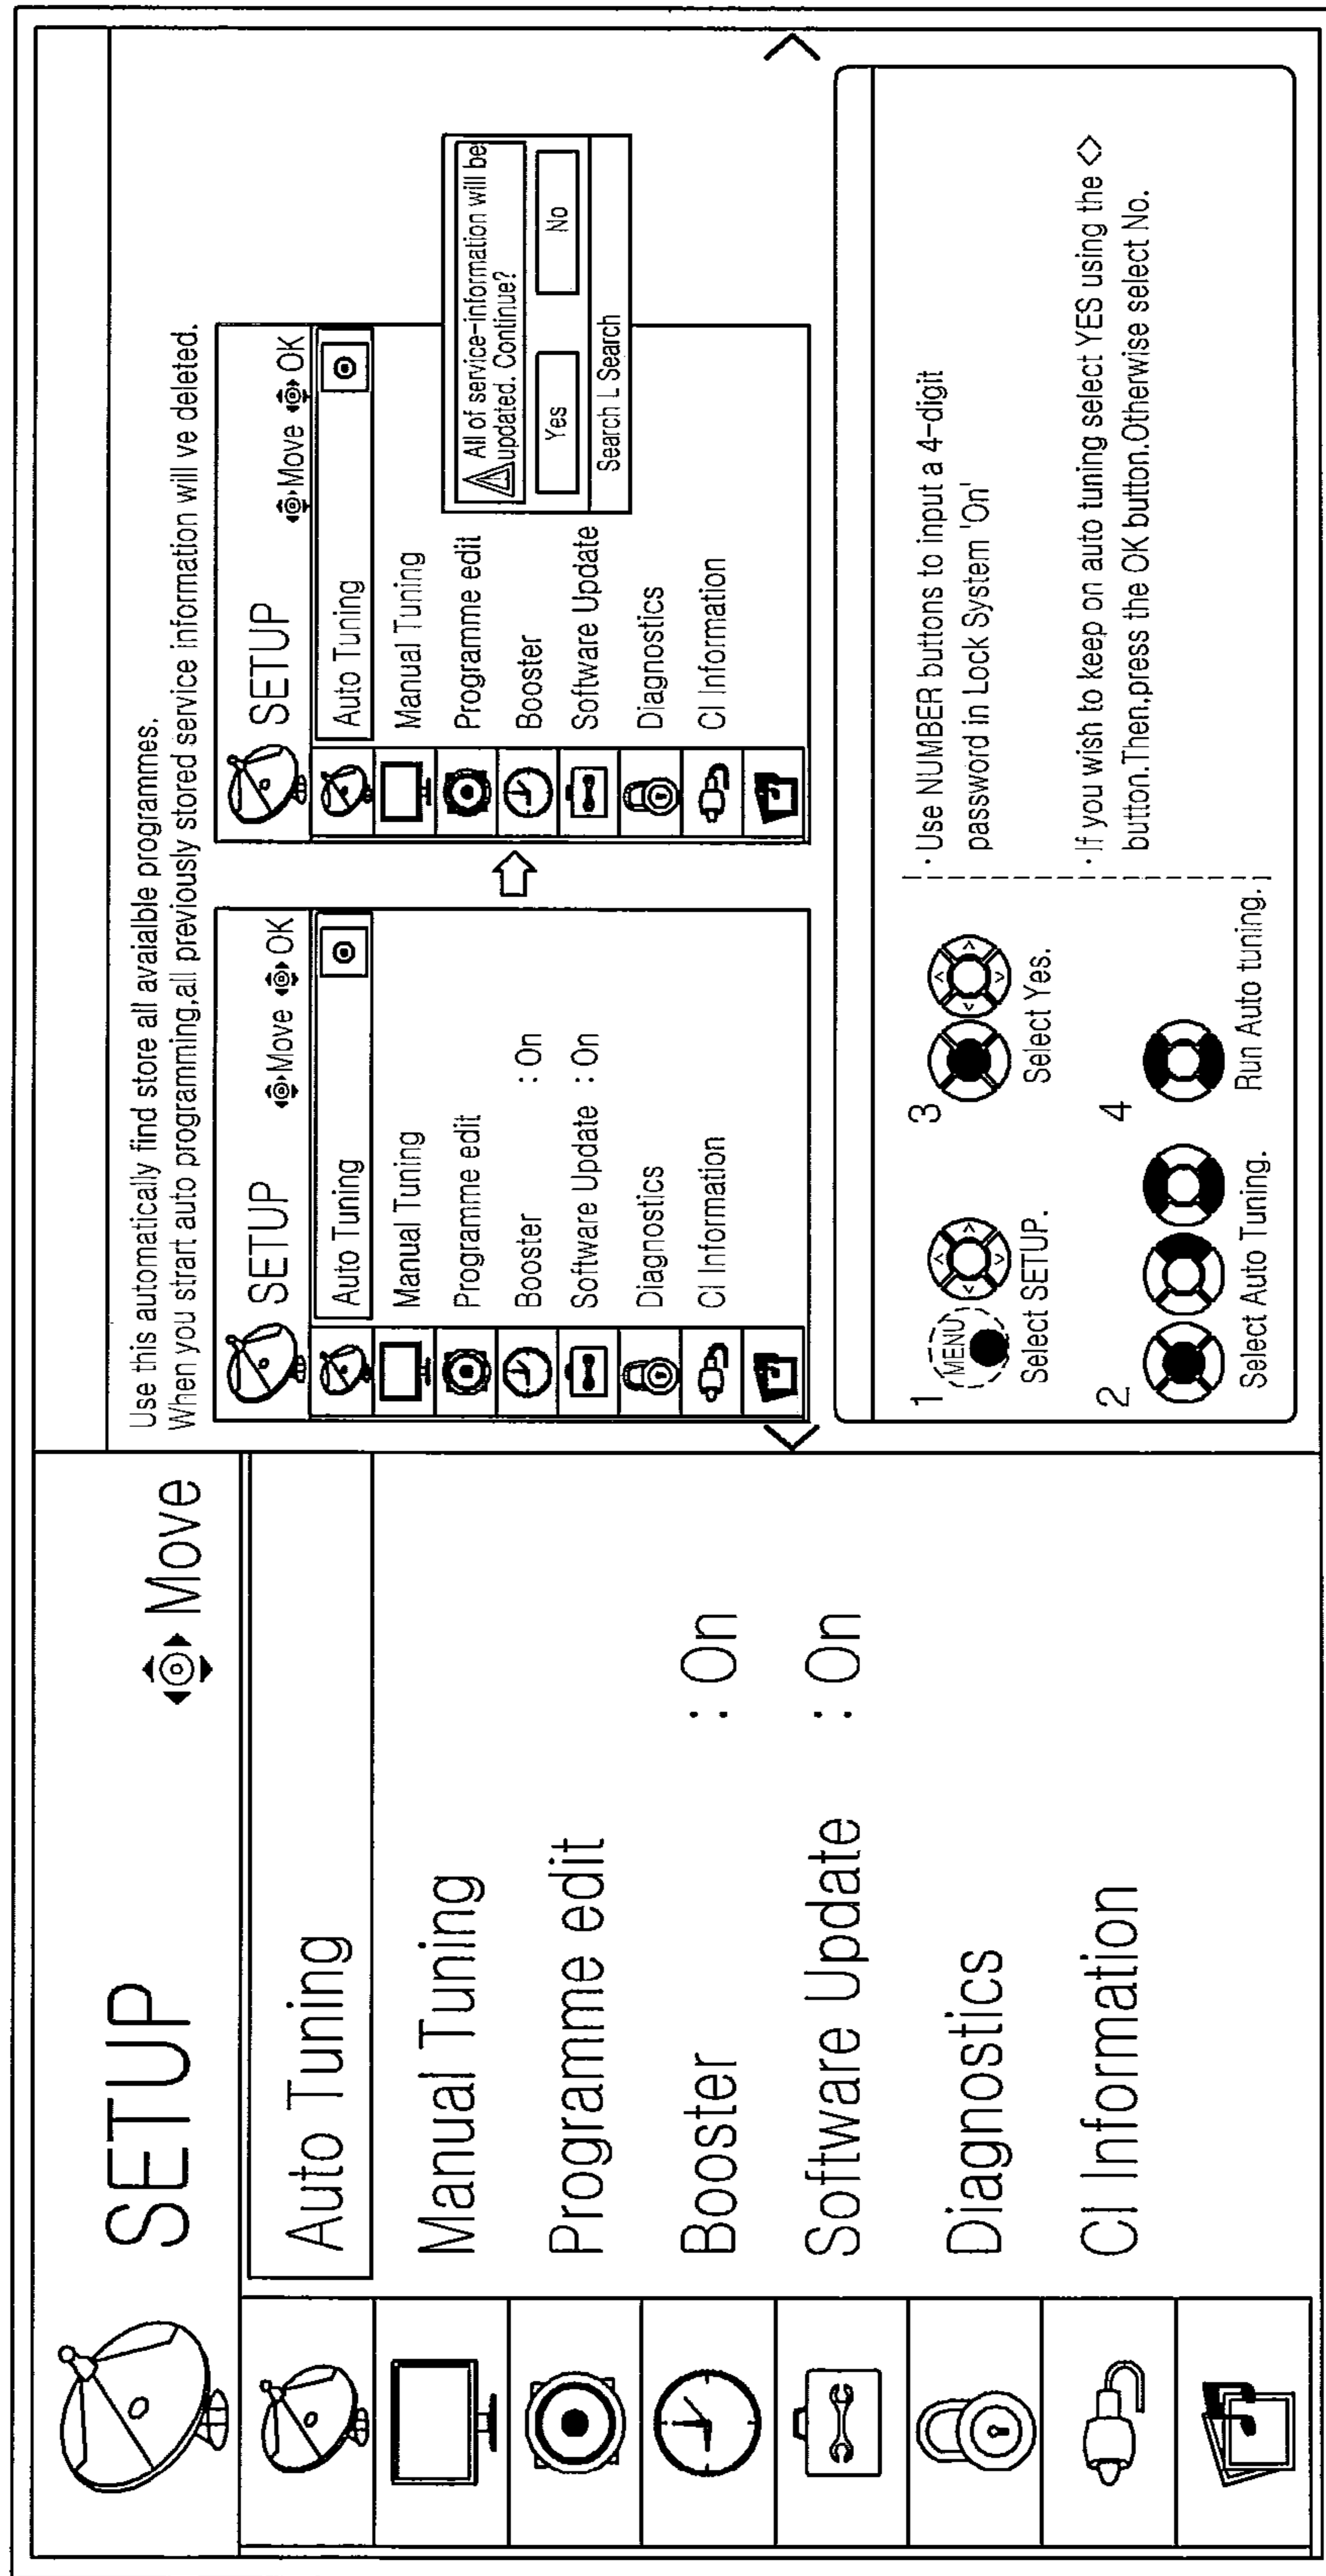 SETUP
Move
Auto Tuning
Manual Tuning
Programme edit
Booster : On
Software Update : On
Diagnostics
CI Information
Use this automatically find store all avaialble programmes.
When you strart auto programming,all previously stored service information will ve deleted.
SETUP
Move OK
Auto Tuning
Manual Tuning
Programme edit
Booster : On
Software Update : On
Diagnostics
CI Information
SETUP
Move OK
Auto Tuning
Manual Tuning
Programme edit
Booster
Software Update
Diagnostics
CI Information
All of service-information will be
updated. Continue?
Yes No
Search L Search
1
MENU
Select SETUP.
2
Select Auto Tuning.
3
Select Yes.
4
Run Auto tuning.
· Use NUMBER buttons to input a 4-digit
password in Lock System 'On'
· If you wish to keep on auto tuning select YES using the <>
button.Then,press the OK button.Otherwise select No.